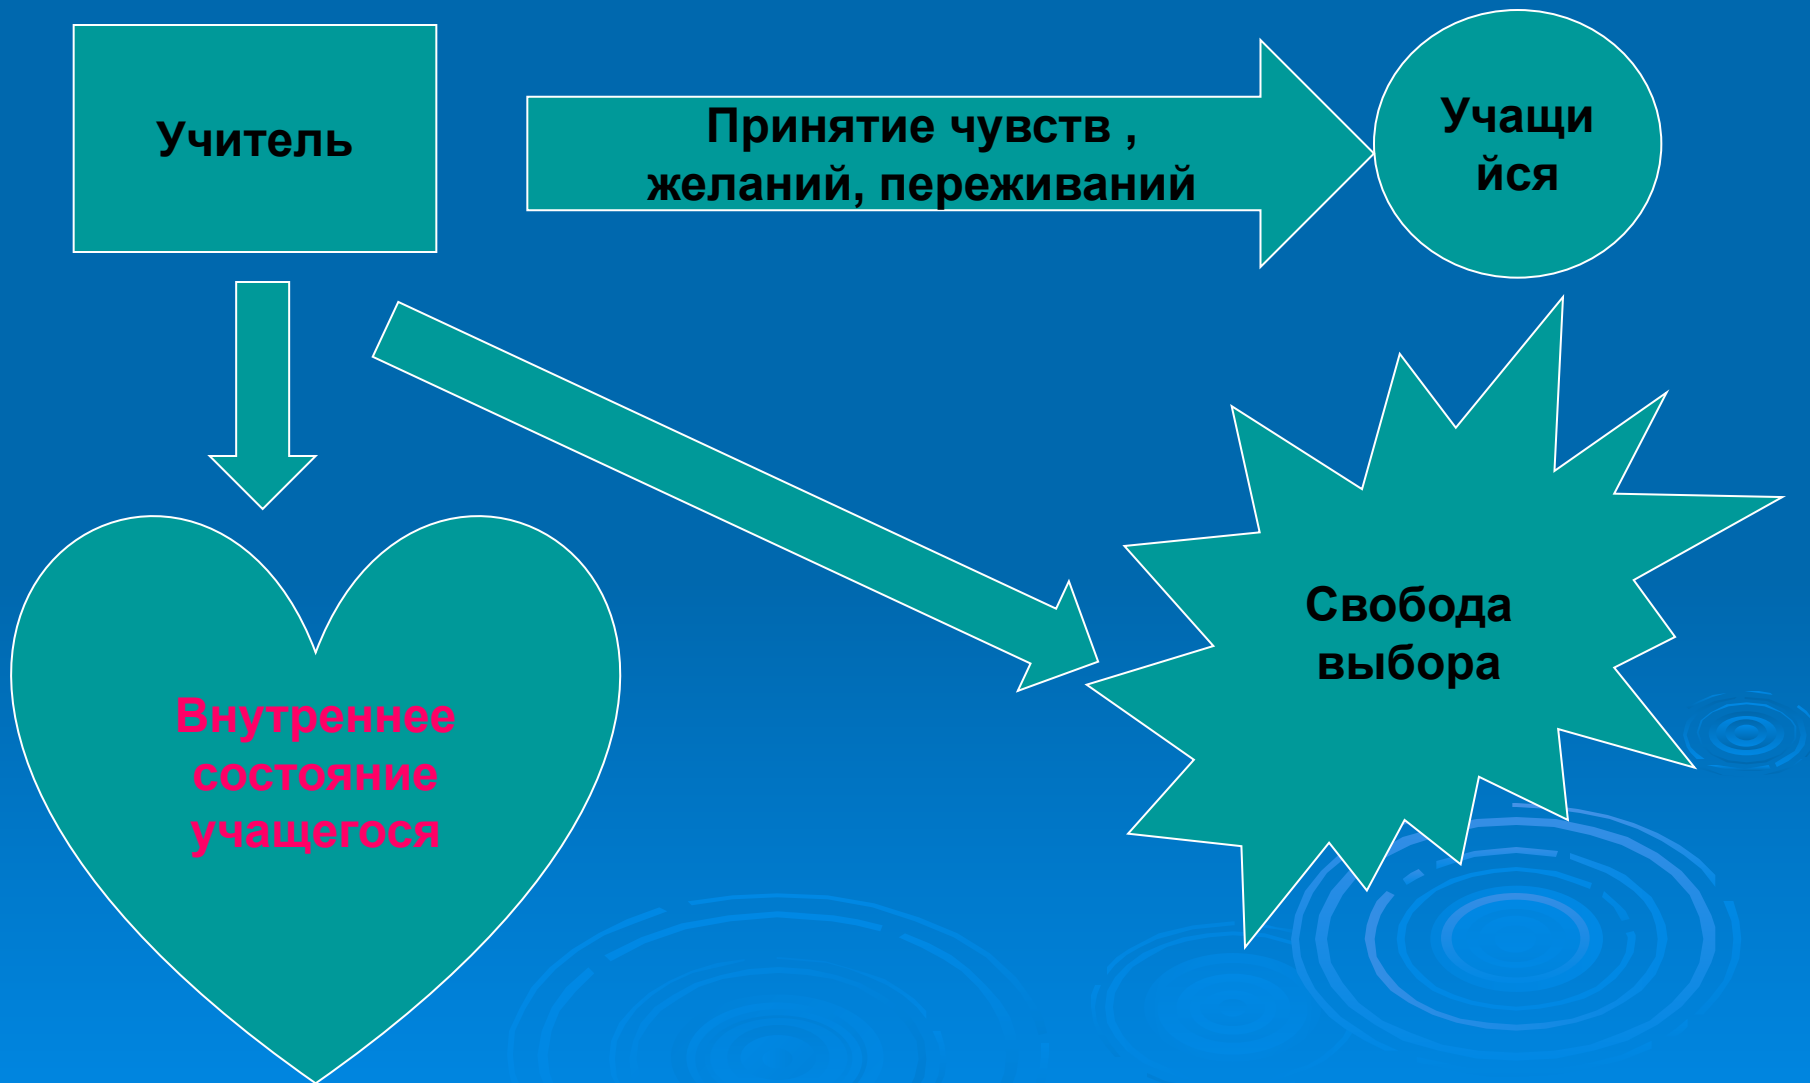 Учитель
Принятие чувств ,
желаний, переживаний
Учащи
йся
Свобода
выбора
Внутреннее
состояние
учащегося